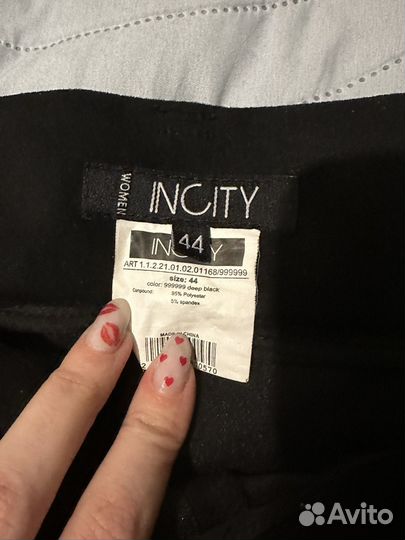 WOMEN
INCITY
44
INCITY
ART 1.1.2.21.01.02.01168/999999
size: 44
color: 999999 deep black
Compound: 95% Polyester
5% spandex
MADE IN CHINA
2
0570
Avito